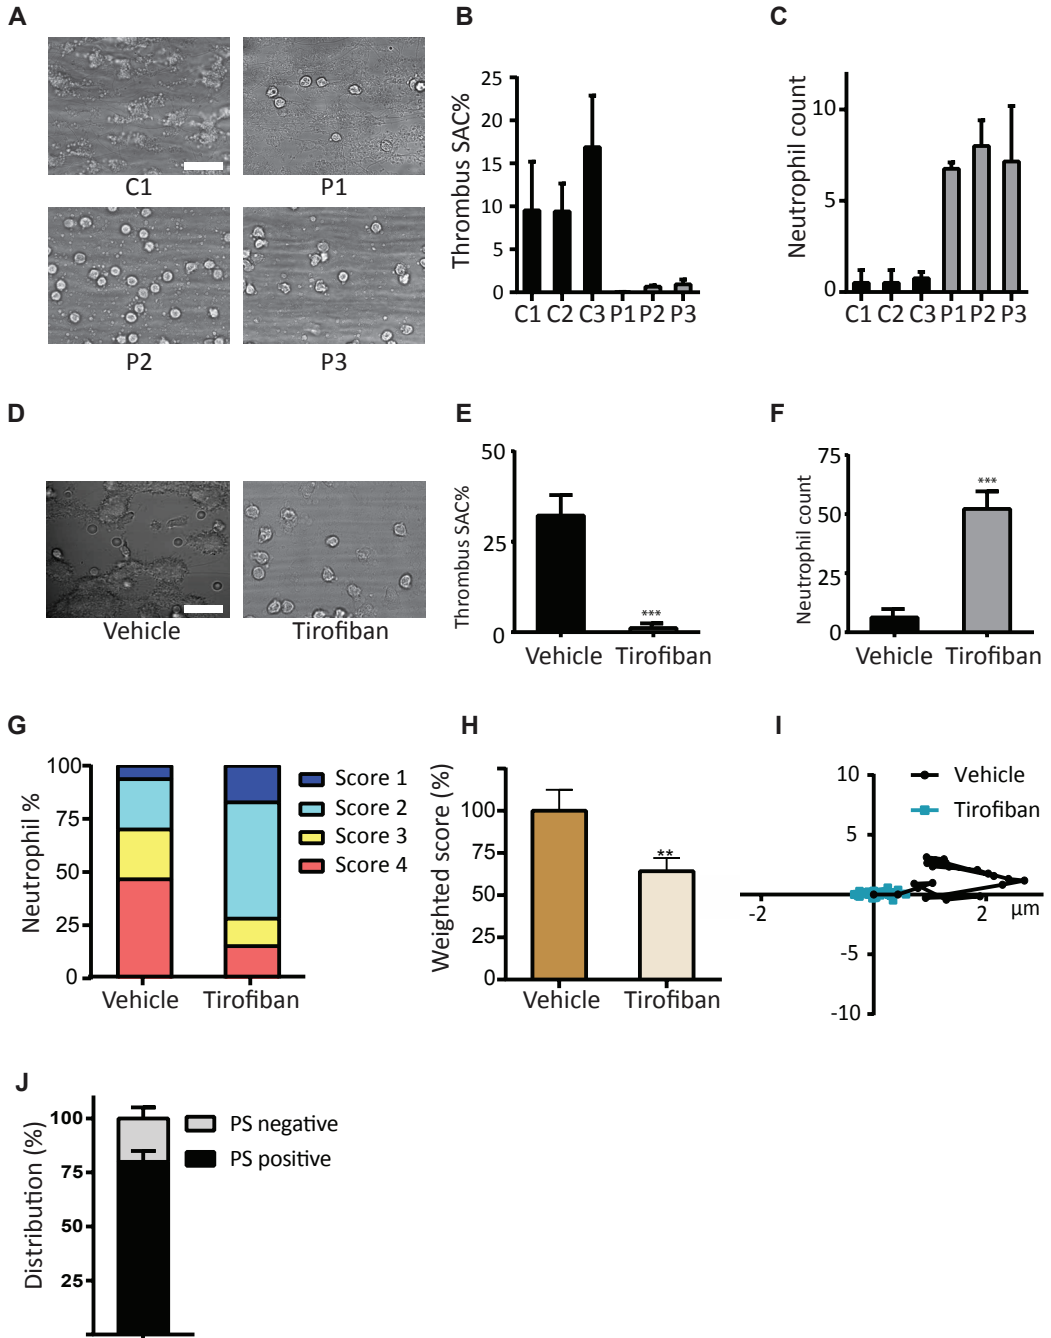 A
C1
P1
P2
P3
B
Thrombus SAC%
25
20
15
10
5
0
C1 C2 C3 P1 P2 P3
C
Neutrophil count
10
5
0
C1 C2 C3 P1 P2 P3
D
Vehicle
Tirofiban
E
Thrombus SAC%
50
25
0
***
Vehicle Tirofiban
F
Neutrophil count
75
50
25
0
***
Vehicle Tirofiban
G
Neutrophil %
100
75
50
25
0
Vehicle Tirofiban
Score 1
Score 2
Score 3
Score 4
H
Weighted score (%)
100
75
50
25
0
**
Vehicle Tirofiban
I
10
5
-5
-10
-2
2
μm
Vehicle
Tirofiban
J
Distribution (%)
100
75
50
25
PS negative
PS positive